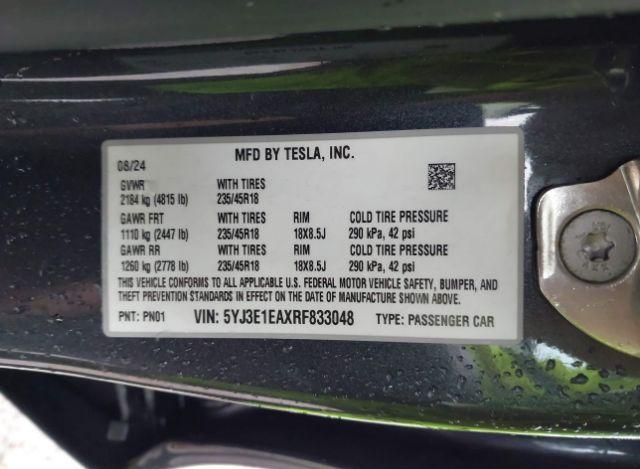 MFD BY TESLA, INC.
08/24
GVWR WITH TIRES
2184 kg (4815 lb) 235/45R18
GAWR FRT WITH TIRES RIM COLD TIRE PRESSURE
1110 kg (2447 lb) 235/45R18 18X8.5J 290 kPa, 42 psi
GAWR RR WITH TIRES RIM COLD TIRE PRESSURE
1260 kg (2778 lb) 235/45R18 18X8.5J 290 kPa, 42 psi
THIS VEHICLE CONFORMS TO ALL APPLICABLE U.S. FEDERAL MOTOR VEHICLE SAFETY, BUMPER, AND
THEFT PREVENTION STANDARDS IN EFFECT ON THE DATE OF MANUFACTURE SHOWN ABOVE.
PNT: PN01 VIN: 5YJ3E1EAXRF833048 TYPE: PASSENGER CAR